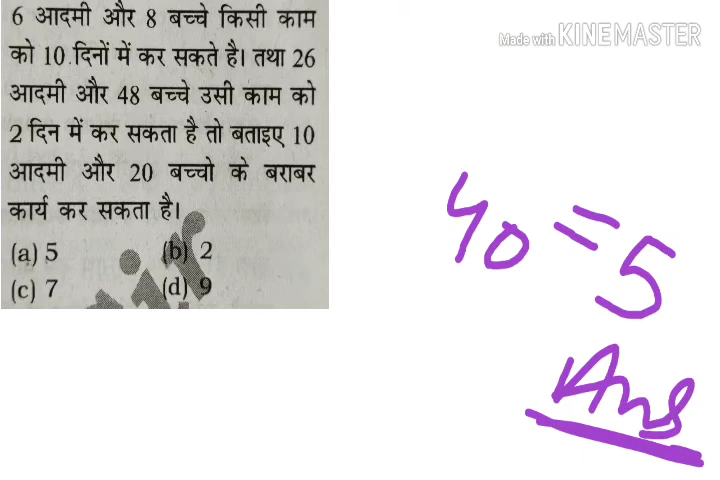 6 आदमी और 8 बच्चे किसी काम
को 10 दिनों में कर सकते है। तथा 26
आदमी और 48 बच्चे उसी काम को
2 दिन में कर सकता है तो बताइए 10
आदमी और 20 बच्चो के बराबर
कार्य कर सकता है।
(a) 5 (b) 2
(c) 7 (d) 9
Made with KINEMASTER
40 = 5
Ans